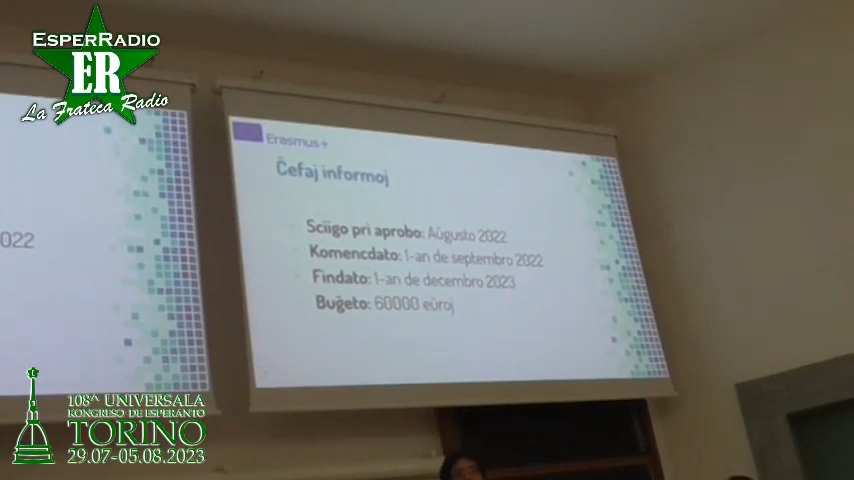 EsperRadio
ER
La Frateca Radio
Erasmus+
Ĉefaj informoj
Sciigo pri aprobo: Aŭgusto 2022
Komencdato: 1-an de septembro 2022
Findato: 1-an de decembro 2023
Buĝeto: 60000 eŭroj
022
108^ UNIVERSALA
KONGRESO DE ESPERANTO
TORINO
29.07-05.08.2023